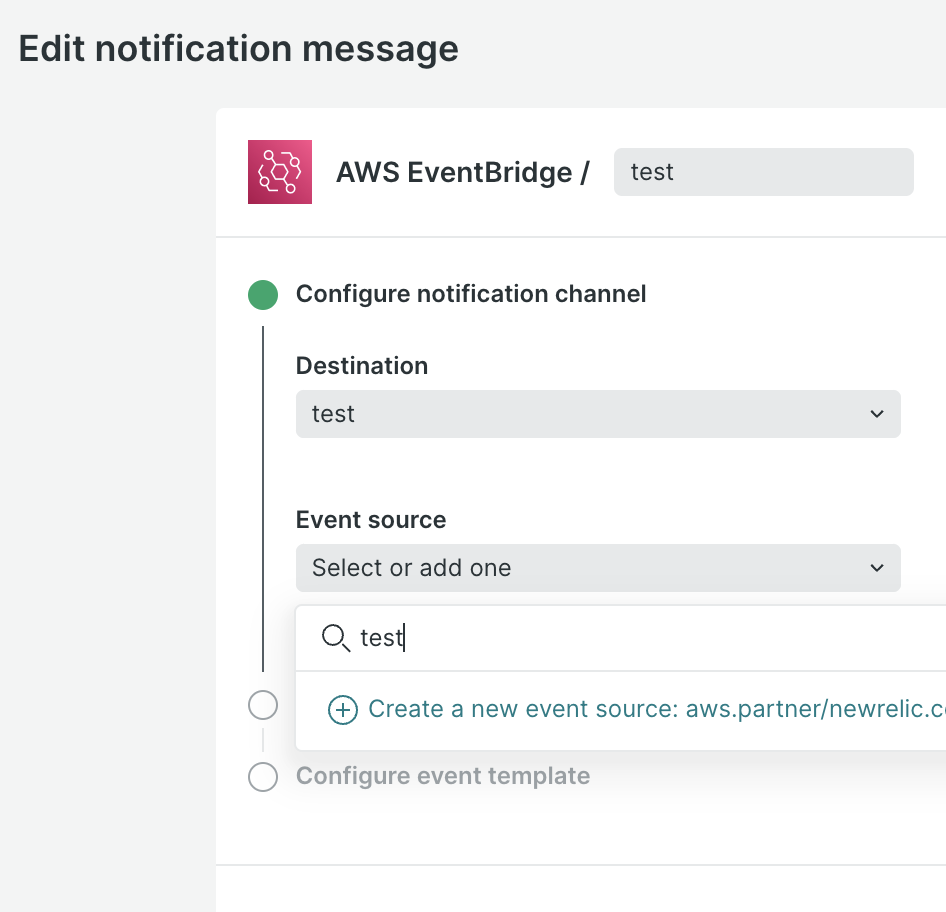 Edit notification message
AWS EventBridge /
test
Configure notification channel
Destination
test
Event source
Select or add one
test
Create a new event source: aws.partner/newrelic.c
Configure event template